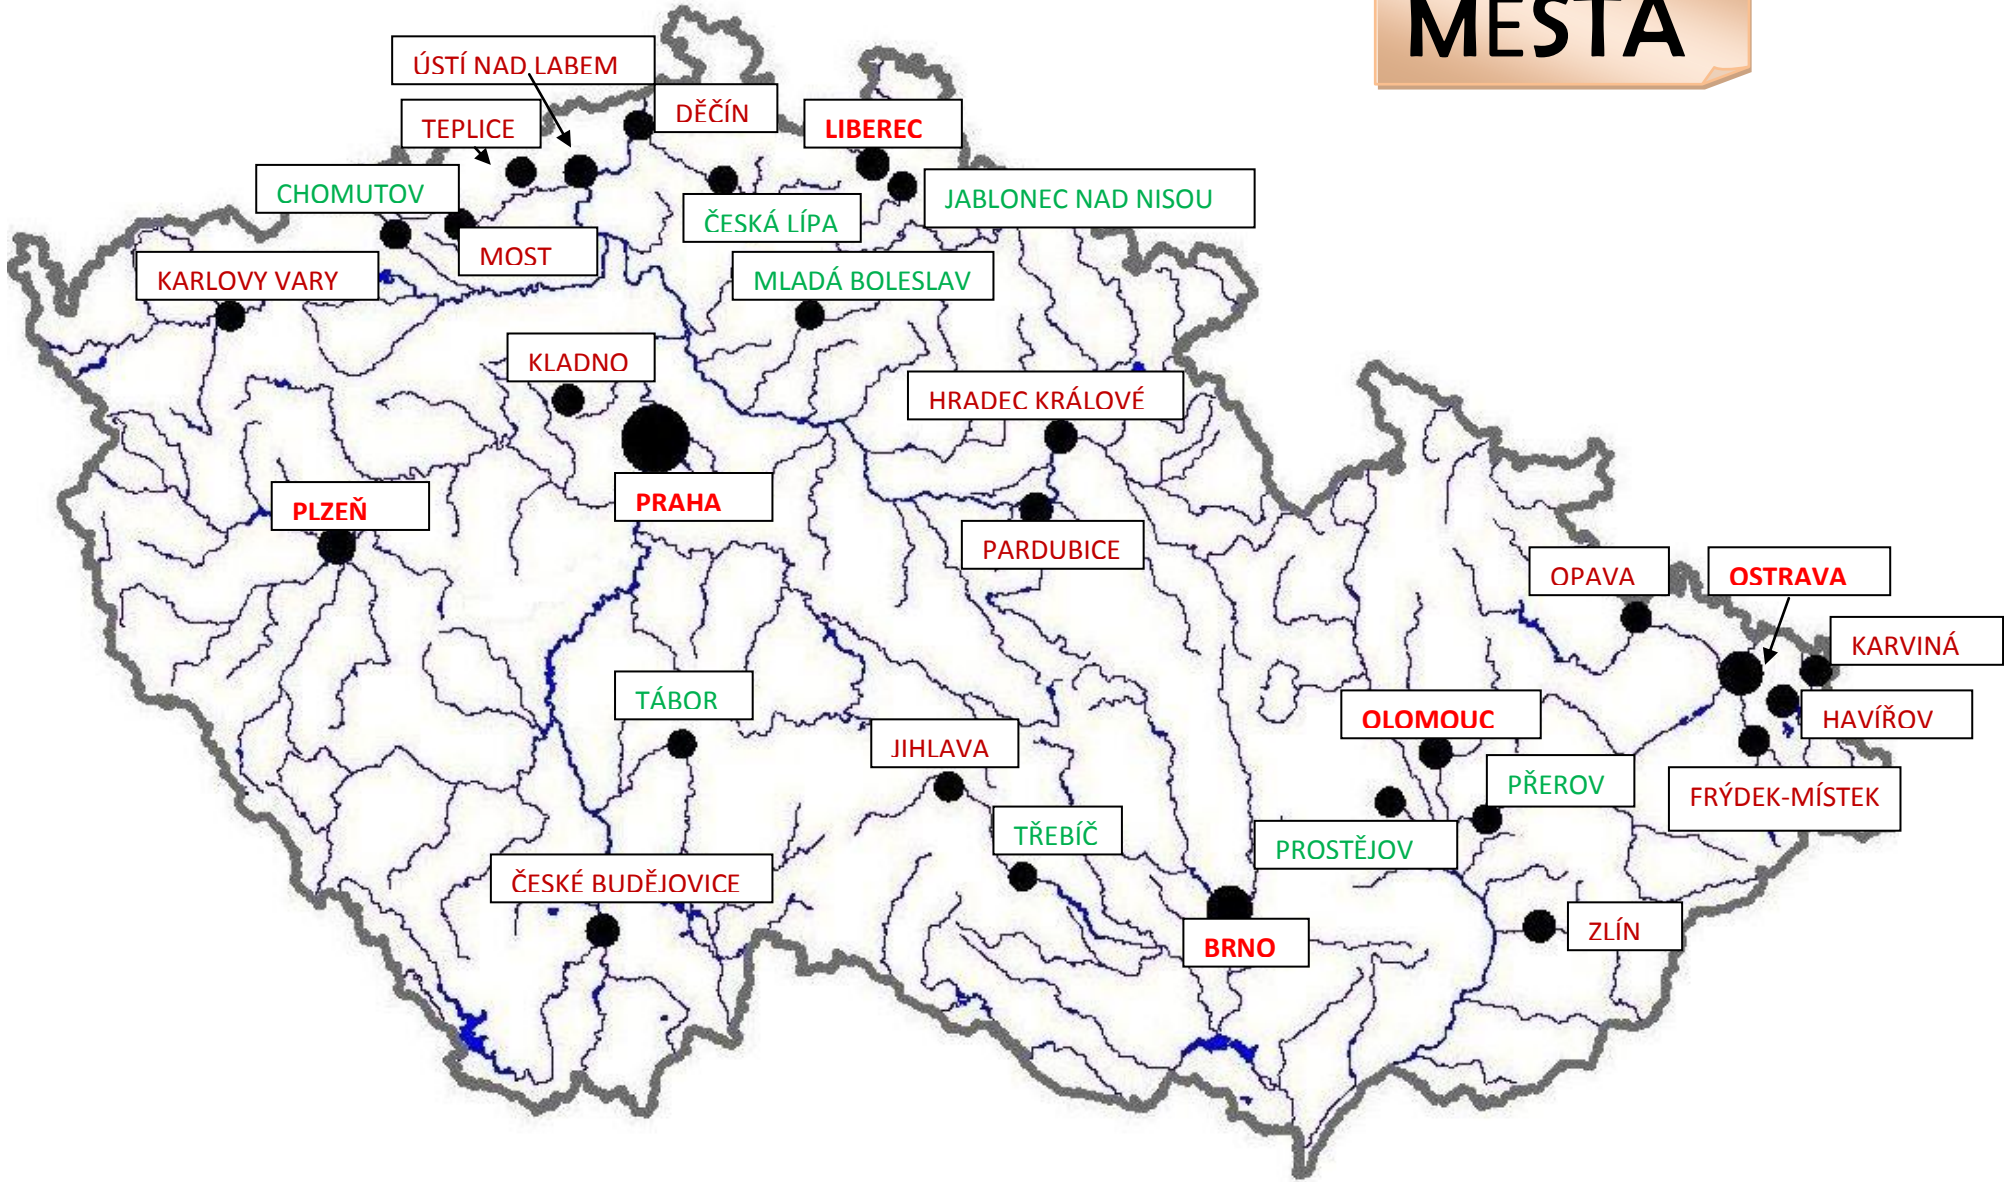 MĚSTA
ÚSTÍ NAD LABEM
DĚČÍN
TEPLICE
LIBEREC
CHOMUTOV
JABLONEC NAD NISOU
ČESKÁ LÍPA
MOST
KARLOVY VARY
MLADÁ BOLESLAV
KLADNO
HRADEC KRÁLOVÉ
PLZEŇ
PRAHA
PARDUBICE
OPAVA
OSTRAVA
KARVINÁ
TÁBOR
OLOMOUC
HAVÍŘOV
JIHLAVA
PŘEROV
FRÝDEK-MÍSTEK
TŘEBÍČ
PROSTĚJOV
ČESKÉ BUDĚJOVICE
ZLÍN
BRNO